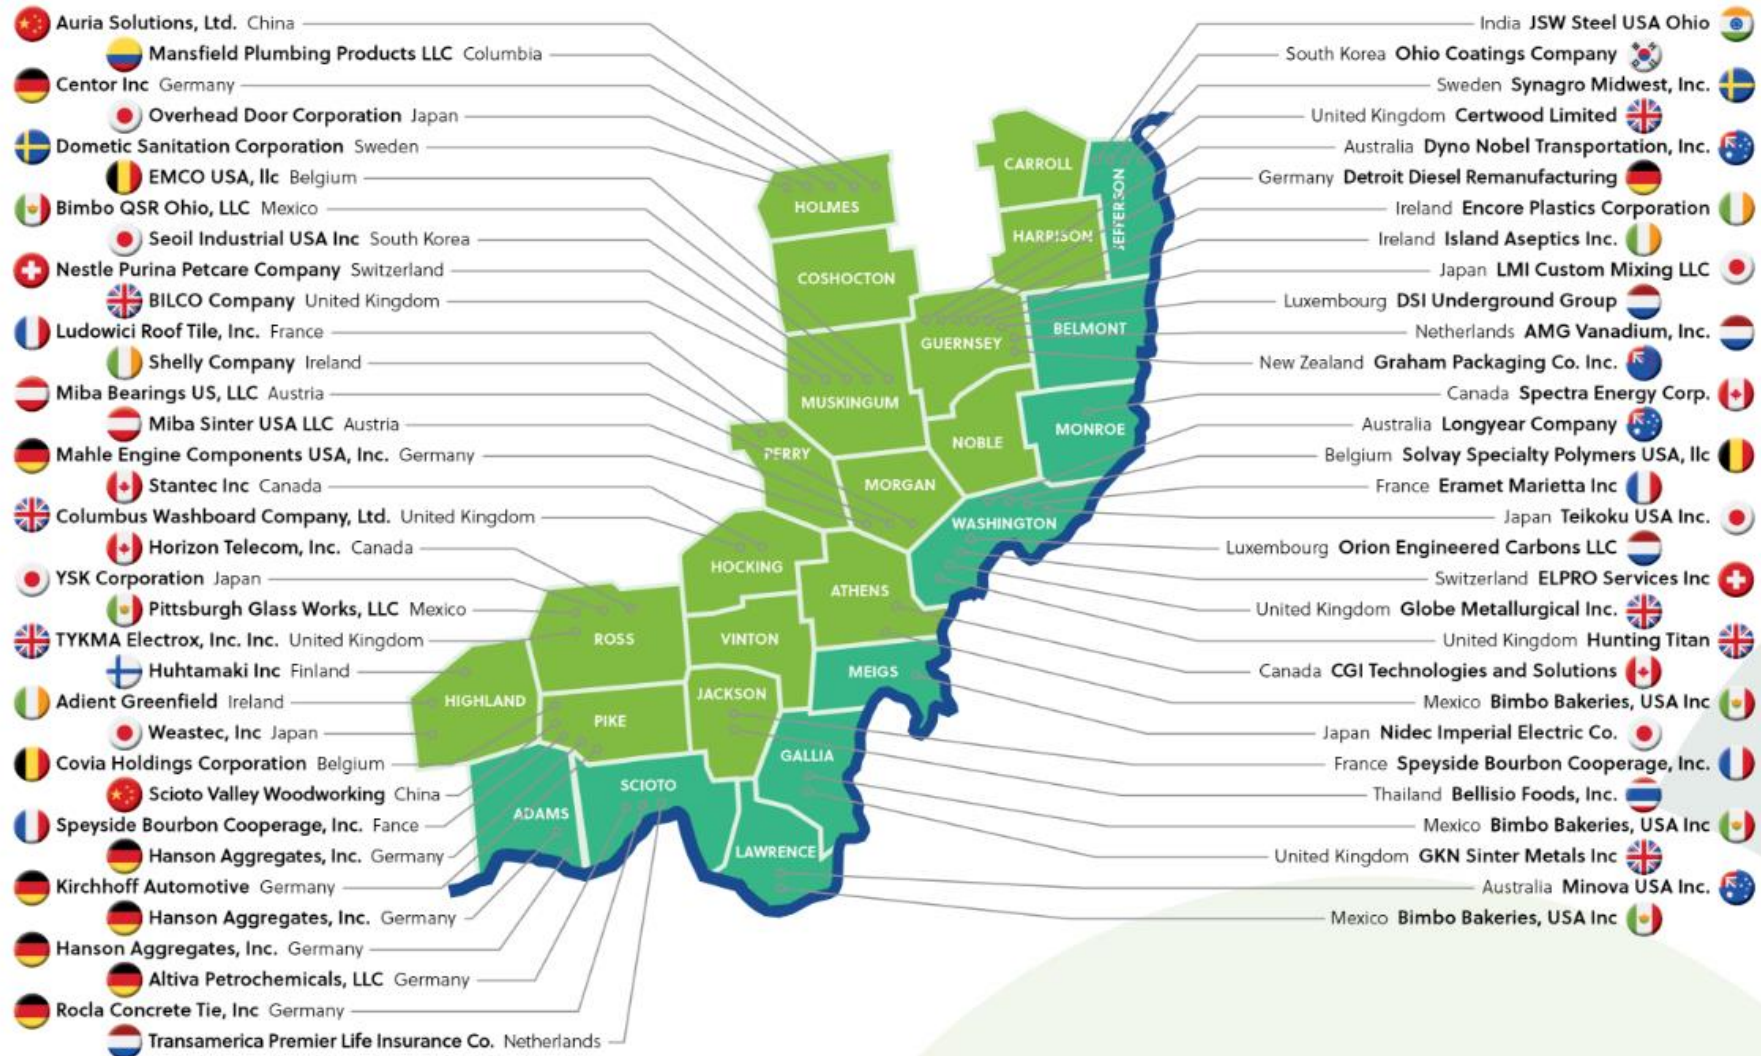 Auria Solutions, Ltd. China
Mansfield Plumbing Products LLC Columbia
Centor Inc Germany
Overhead Door Corporation Japan
Dometic Sanitation Corporation Sweden
EMCO USA, llc Belgium
Bimbo QSR Ohio, LLC Mexico
Seoil Industrial USA Inc South Korea
Nestle Purina Petcare Company Switzerland
BILCO Company United Kingdom
Ludowici Roof Tile, Inc. France
Shelly Company Ireland
Miba Bearings US, LLC Austria
Miba Sinter USA LLC Austria
Mahle Engine Components USA, Inc. Germany
Stantec Inc Canada
Columbus Washboard Company, Ltd. United Kingdom
Horizon Telecom, Inc. Canada
YSK Corporation Japan
Pittsburgh Glass Works, LLC Mexico
TYKMA Electrox, Inc. Inc. United Kingdom
Huhtamaki Inc Finland
Adient Greenfield Ireland
Weastec, Inc Japan
Covia Holdings Corporation Belgium
Scioto Valley Woodworking China
Speyside Bourbon Cooperage, Inc. Fance
Hanson Aggregates, Inc. Germany
Kirchhoff Automotive Germany
Hanson Aggregates, Inc. Germany
Hanson Aggregates, Inc. Germany
Altiva Petrochemicals, LLC Germany
Rocla Concrete Tie, Inc Germany
Transamerica Premier Life Insurance Co. Netherlands
CARROLL
JEFFERSON
HOLMES
HARRISON
COSHOCTON
BELMONT
GUERNSEY
MUSKINGUM
MONROE
NOBLE
PERRY
MORGAN
WASHINGTON
HOCKING
ATHENS
ROSS
VINTON
MEIGS
JACKSON
HIGHLAND
PIKE
GALLIA
SCIOTO
ADAMS
LAWRENCE
India JSW Steel USA Ohio
South Korea Ohio Coatings Company
Sweden Synagro Midwest, Inc.
United Kingdom Certwood Limited
Australia Dyno Nobel Transportation, Inc.
Germany Detroit Diesel Remanufacturing
Ireland Encore Plastics Corporation
Ireland Island Aseptics Inc.
Japan LMI Custom Mixing LLC
Luxembourg DSI Underground Group
Netherlands AMG Vanadium, Inc.
New Zealand Graham Packaging Co. Inc.
Canada Spectra Energy Corp.
Australia Longyear Company
Belgium Solvay Specialty Polymers USA, llc
France Eramet Marietta Inc
Japan Teikoku USA Inc.
Luxembourg Orion Engineered Carbons LLC
Switzerland ELPRO Services Inc
United Kingdom Globe Metallurgical Inc.
United Kingdom Hunting Titan
Canada CGI Technologies and Solutions
Mexico Bimbo Bakeries, USA Inc
Japan Nidec Imperial Electric Co.
France Speyside Bourbon Cooperage, Inc.
Thailand Bellisio Foods, Inc.
Mexico Bimbo Bakeries, USA Inc
United Kingdom GKN Sinter Metals Inc
Australia Minova USA Inc.
Mexico Bimbo Bakeries, USA Inc